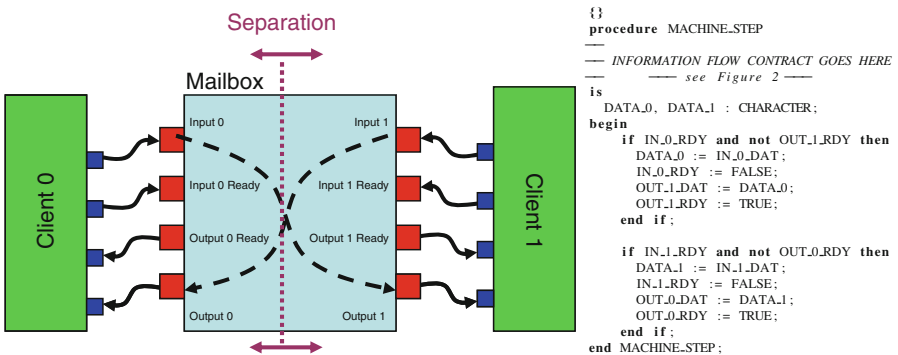 Separation
Mailbox
Client 0
Input 0
Input 1
Input 0 Ready
Input 1 Ready
Output 0 Ready
Output 1 Ready
Output 0
Output 1
Client 1
{}
procedure MACHINE_STEP
——
—— INFORMATION FLOW CONTRACT GOES HERE
—— —— see Figure 2 ——
is
DATA_0, DATA_1 : CHARACTER;
begin
if IN_0_RDY and not OUT_1_RDY then
DATA_0 := IN_0_DAT;
IN_0_RDY := FALSE;
OUT_1_DAT := DATA_0;
OUT_1_RDY := TRUE;
end if;
if IN_1_RDY and not OUT_0_RDY then
DATA_1 := IN_1_DAT;
IN_1_RDY := FALSE;
OUT_0_DAT := DATA_1;
OUT_0_RDY := TRUE;
end if;
end MACHINE_STEP;